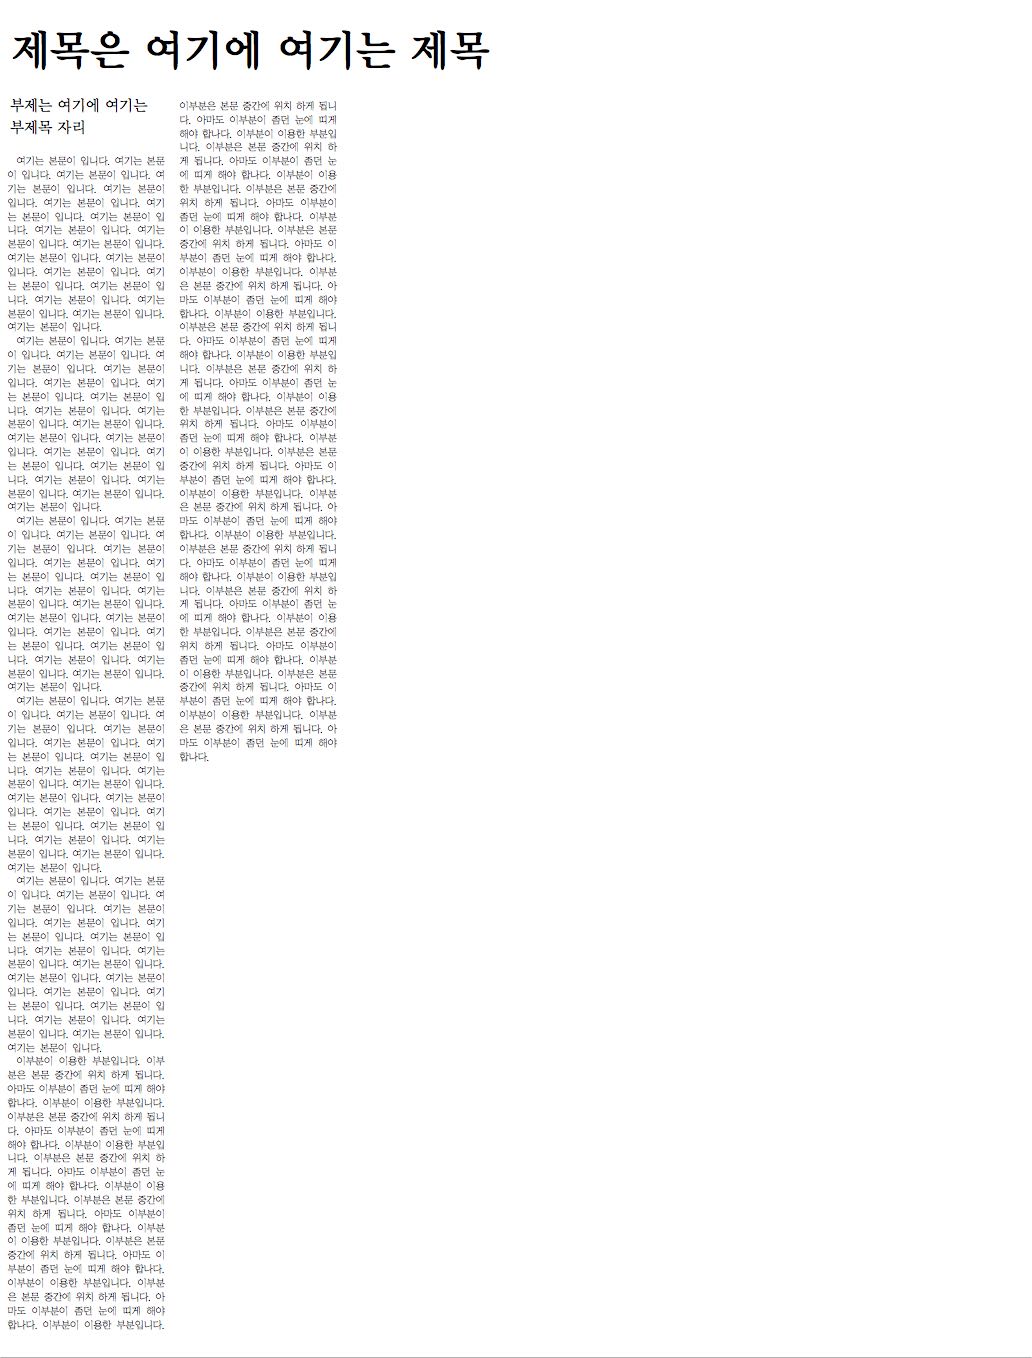 제목은 여기에 여기는 제목
부제는 여기에 여기는
부제목 자리
여기는 본문이 입니다. 여기는 본문
이 입니다. 여기는 본문이 입니다. 여
기는 본문이 입니다. 여기는 본문이
입니다. 여기는 본문이 입니다. 여기
는 본문이 입니다. 여기는 본문이 입
니다. 여기는 본문이 입니다. 여기는
본문이 입니다. 여기는 본문이 입니다.
여기는 본문이 입니다. 여기는 본문이
입니다. 여기는 본문이 입니다. 여기
는 본문이 입니다. 여기는 본문이 입
니다. 여기는 본문이 입니다. 여기는
본문이 입니다. 여기는 본문이 입니다.
여기는 본문이 입니다.
여기는 본문이 입니다. 여기는 본문
이 입니다. 여기는 본문이 입니다. 여
기는 본문이 입니다. 여기는 본문이
입니다. 여기는 본문이 입니다. 여기
는 본문이 입니다. 여기는 본문이 입
니다. 여기는 본문이 입니다. 여기는
본문이 입니다. 여기는 본문이 입니다.
여기는 본문이 입니다. 여기는 본문이
입니다. 여기는 본문이 입니다. 여기
는 본문이 입니다. 여기는 본문이 입
니다. 여기는 본문이 입니다. 여기는
본문이 입니다. 여기는 본문이 입니다.
여기는 본문이 입니다.
여기는 본문이 입니다. 여기는 본문
이 입니다. 여기는 본문이 입니다. 여
기는 본문이 입니다. 여기는 본문이
입니다. 여기는 본문이 입니다. 여기
는 본문이 입니다. 여기는 본문이 입
니다. 여기는 본문이 입니다. 여기는
본문이 입니다. 여기는 본문이 입니다.
여기는 본문이 입니다. 여기는 본문이
입니다. 여기는 본문이 입니다. 여기
는 본문이 입니다. 여기는 본문이 입
니다. 여기는 본문이 입니다. 여기는
본문이 입니다. 여기는 본문이 입니다.
여기는 본문이 입니다.
여기는 본문이 입니다. 여기는 본문
이 입니다. 여기는 본문이 입니다. 여
기는 본문이 입니다. 여기는 본문이
입니다. 여기는 본문이 입니다. 여기
는 본문이 입니다. 여기는 본문이 입
니다. 여기는 본문이 입니다. 여기는
본문이 입니다. 여기는 본문이 입니다.
여기는 본문이 입니다. 여기는 본문이
입니다. 여기는 본문이 입니다. 여기
는 본문이 입니다. 여기는 본문이 입
니다. 여기는 본문이 입니다. 여기는
본문이 입니다. 여기는 본문이 입니다.
여기는 본문이 입니다.
여기는 본문이 입니다. 여기는 본문
이 입니다. 여기는 본문이 입니다. 여
기는 본문이 입니다. 여기는 본문이
입니다. 여기는 본문이 입니다. 여기
는 본문이 입니다. 여기는 본문이 입
니다. 여기는 본문이 입니다. 여기는
본문이 입니다. 여기는 본문이 입니다.
여기는 본문이 입니다. 여기는 본문이
입니다. 여기는 본문이 입니다. 여기
는 본문이 입니다. 여기는 본문이 입
니다. 여기는 본문이 입니다. 여기는
본문이 입니다. 여기는 본문이 입니다.
여기는 본문이 입니다.
이부분이 이용한 부분입니다. 이부
분은 본문 중간에 위치 하게 됩니다.
아마도 이부분이 좀던 눈에 띠게 해야
합나다. 이부분이 이용한 부분입니다.
이부분은 본문 중간에 위치 하게 됩니
다. 아마도 이부분이 좀던 눈에 띠게
해야 합나다. 이부분이 이용한 부분입
니다. 이부분은 본문 중간에 위치 하
게 됩니다. 아마도 이부분이 좀던 눈
에 띠게 해야 합나다. 이부분이 이용
한 부분입니다. 이부분은 본문 중간에
위치 하게 됩니다. 아마도 이부분이
좀던 눈에 띠게 해야 합나다. 이부분
이 이용한 부분입니다. 이부분은 본문
중간에 위치 하게 됩니다. 아마도 이
부분이 좀던 눈에 띠게 해야 합나다.
이부분이 이용한 부분입니다. 이부분
은 본문 중간에 위치 하게 됩니다. 아
마도 이부분이 좀던 눈에 띠게 해야
합나다. 이부분이 이용한 부분입니다.
이부분은 본문 중간에 위치 하게 됩니
다. 아마도 이부분이 좀던 눈에 띠게
해야 합나다. 이부분이 이용한 부분입
니다. 이부분은 본문 중간에 위치 하
게 됩니다. 아마도 이부분이 좀던 눈
에 띠게 해야 합나다. 이부분이 이용
한 부분입니다. 이부분은 본문 중간에
위치 하게 됩니다. 아마도 이부분이
좀던 눈에 띠게 해야 합나다. 이부분
이 이용한 부분입니다. 이부분은 본문
중간에 위치 하게 됩니다. 아마도 이
부분이 좀던 눈에 띠게 해야 합나다.
이부분이 이용한 부분입니다. 이부분
은 본문 중간에 위치 하게 됩니다. 아
마도 이부분이 좀던 눈에 띠게 해야
합나다. 이부분이 이용한 부분입니다.
이부분은 본문 중간에 위치 하게 됩니
다. 아마도 이부분이 좀던 눈에 띠게
해야 합나다. 이부분이 이용한 부분입
니다. 이부분은 본문 중간에 위치 하
게 됩니다. 아마도 이부분이 좀던 눈
에 띠게 해야 합나다. 이부분이 이용
한 부분입니다. 이부분은 본문 중간에
위치 하게 됩니다. 아마도 이부분이
좀던 눈에 띠게 해야 합나다. 이부분
이 이용한 부분입니다. 이부분은 본문
중간에 위치 하게 됩니다. 아마도 이
부분이 좀던 눈에 띠게 해야 합나다.
이부분이 이용한 부분입니다. 이부분
은 본문 중간에 위치 하게 됩니다. 아
마도 이부분이 좀던 눈에 띠게 해야
합나다. 이부분이 이용한 부분입니다.
이부분은 본문 중간에 위치 하게 됩니
다. 아마도 이부분이 좀던 눈에 띠게
해야 합나다. 이부분이 이용한 부분입
니다. 이부분은 본문 중간에 위치 하
게 됩니다. 아마도 이부분이 좀던 눈
에 띠게 해야 합나다. 이부분이 이용
한 부분입니다. 이부분은 본문 중간에
위치 하게 됩니다. 아마도 이부분이
좀던 눈에 띠게 해야 합나다. 이부분
이 이용한 부분입니다. 이부분은 본문
중간에 위치 하게 됩니다. 아마도 이
부분이 좀던 눈에 띠게 해야 합나다.
이부분이 이용한 부분입니다. 이부분
은 본문 중간에 위치 하게 됩니다. 아
마도 이부분이 좀던 눈에 띠게 해야
합나다.